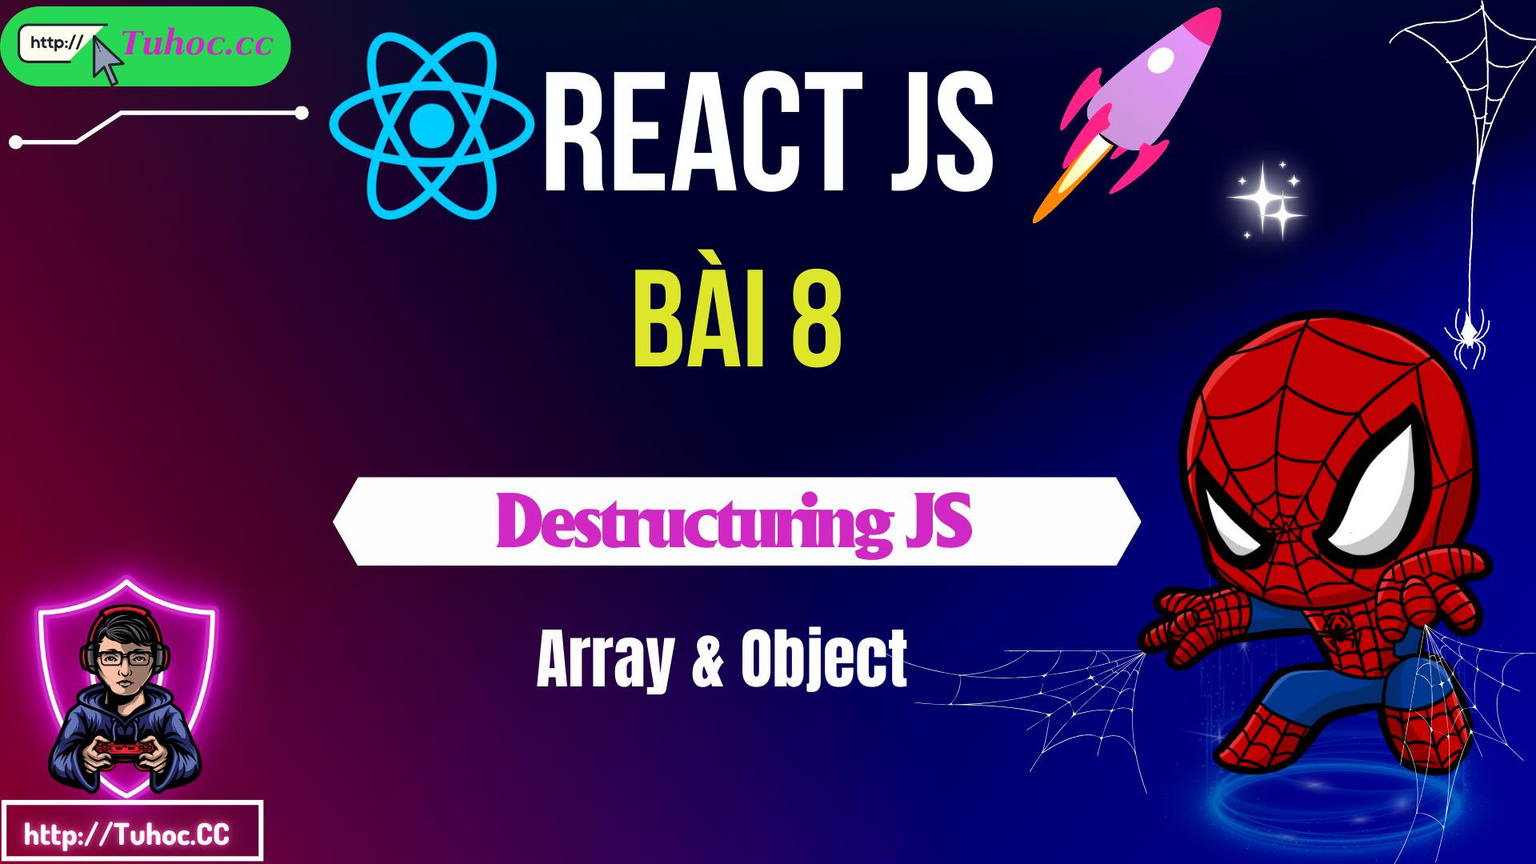 http:// Tuhoc.cc
REACT JS
BÀI 8
Destructuring JS
Array & Object
http://Tuhoc.CC